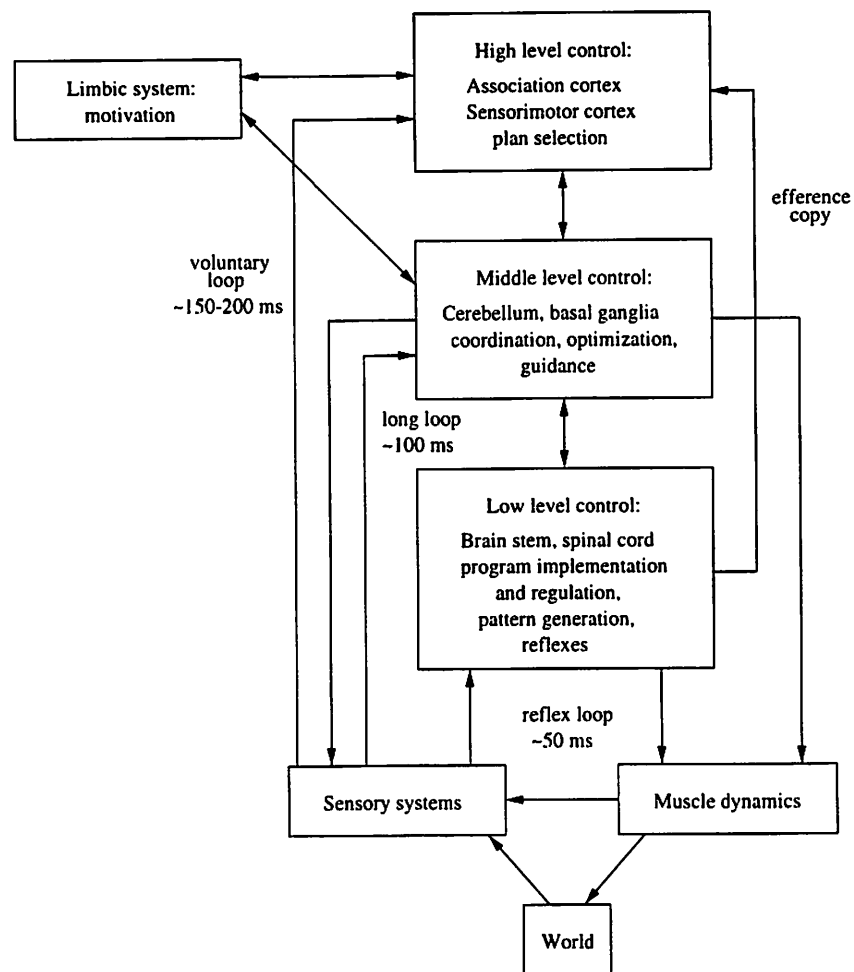 High level control:
Association cortex
Sensorimotor cortex
plan selection
Limbic system:
motivation
efference
copy
voluntary
loop
~150-200 ms
Middle level control:
Cerebellum, basal ganglia
coordination, optimization,
guidance
long loop
~100 ms
Low level control:
Brain stem, spinal cord
program implementation
and regulation,
pattern generation,
reflexes
reflex loop
~50 ms
Sensory systems
Muscle dynamics
World